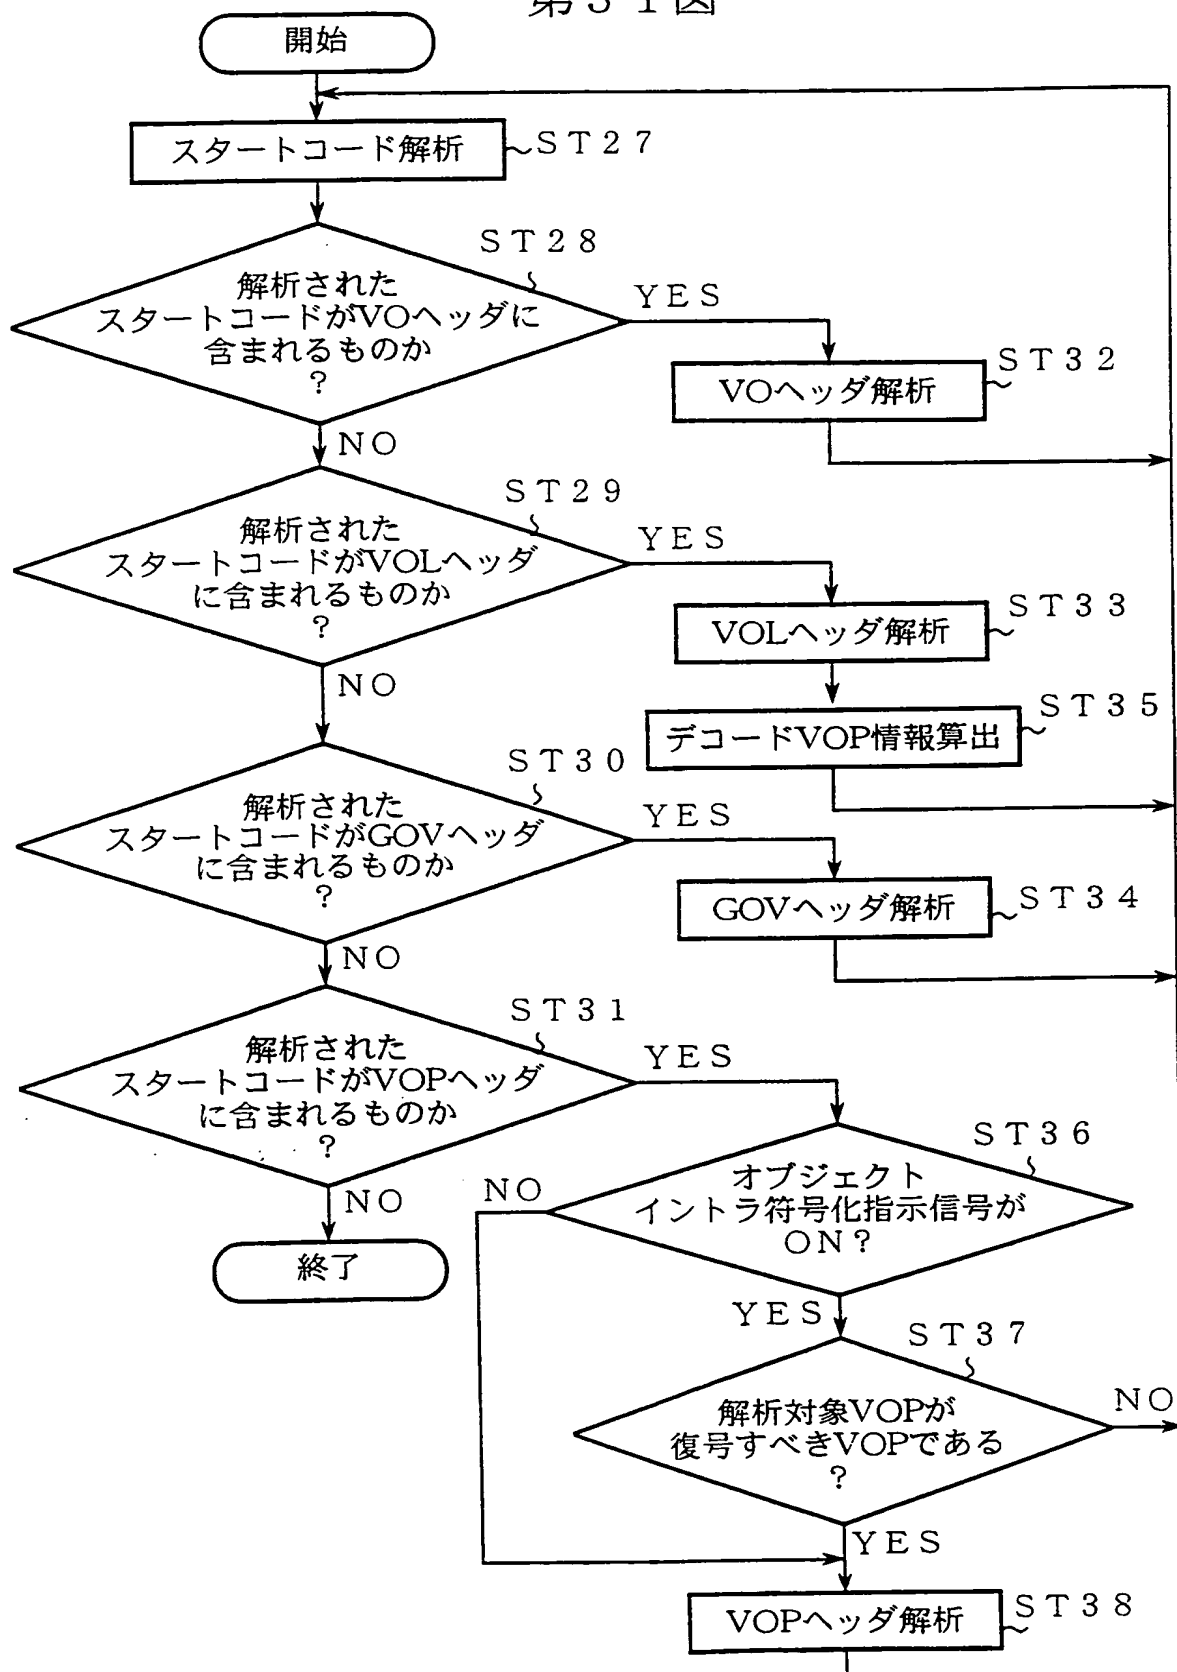 第31図
開始
スタートコード解析
ST27
ST28
解析された
スタートコードがVOヘッダに
含まれるものか
?
YES
VOヘッダ解析
ST32
NO
ST29
解析された
スタートコードがVOLヘッダ
に含まれるものか
?
YES
VOLヘッダ解析
ST33
NO
デコードVOP情報算出
ST35
ST30
解析された
スタートコードがGOVヘッダ
に含まれるものか
?
YES
GOVヘッダ解析
ST34
NO
ST31
解析された
スタートコードがVOPヘッダ
に含まれるものか
?
YES
NO
終了
ST36
オブジェクト
イントラ符号化指示信号が
ON?
NO
YES
ST37
解析対象VOPが
復号すべきVOPである
?
NO
YES
VOPヘッダ解析
ST38